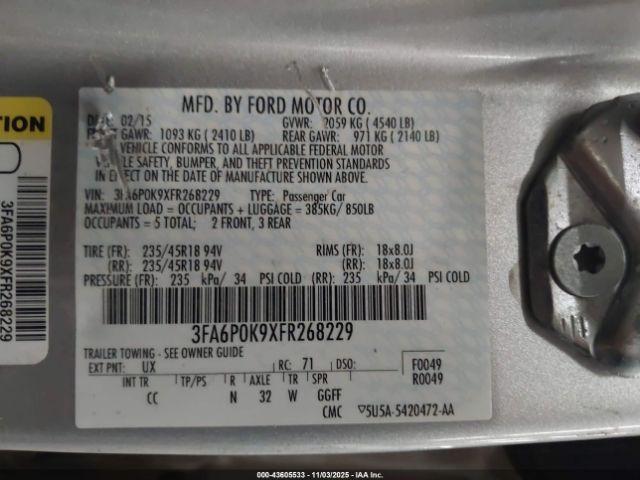 MFD. BY FORD MOTOR CO.
02/15 GVWR: 2059 KG (4540 LB)
GAWR: 1093 KG (2410 LB) REAR GAWR: 971 KG (2140 LB)
VEHICLE CONFORMS TO ALL APPLICABLE FEDERAL MOTOR
VEHICLE SAFETY, BUMPER, AND THEFT PREVENTION STANDARDS
IN EFFECT ON THE DATE OF MANUFACTURE SHOWN ABOVE.
VIN: 3FA6P0K9XFR268229 TYPE: Passenger Car
MAXIMUM LOAD = OCCUPANTS + LUGGAGE = 385KG/ 850LB
OCCUPANTS = 5 TOTAL; 2 FRONT, 3 REAR
TIRE (FR): 235/45R18 94V RIMS (FR): 18x8.0J
(RR): 235/45R18 94V (RR): 18x8.0J
PRESSURE (FR): 235 kPa/ 34 PSI COLD (RR): 235 kPa/ 34 PSI COLD
3FA6P0K9XFR268229
TRAILER TOWING - SEE OWNER GUIDE
EXT PNT: UX RC: 71 DSO: F0049
R0049
INT TR TP/PS R AXLE TR SPR
CC N 32 W GGFF
CMC ▽5U5A-5420472-AA
3FA6P0K9XFR268229
000-43605533 - 11/03/2025 - IAAI.COM